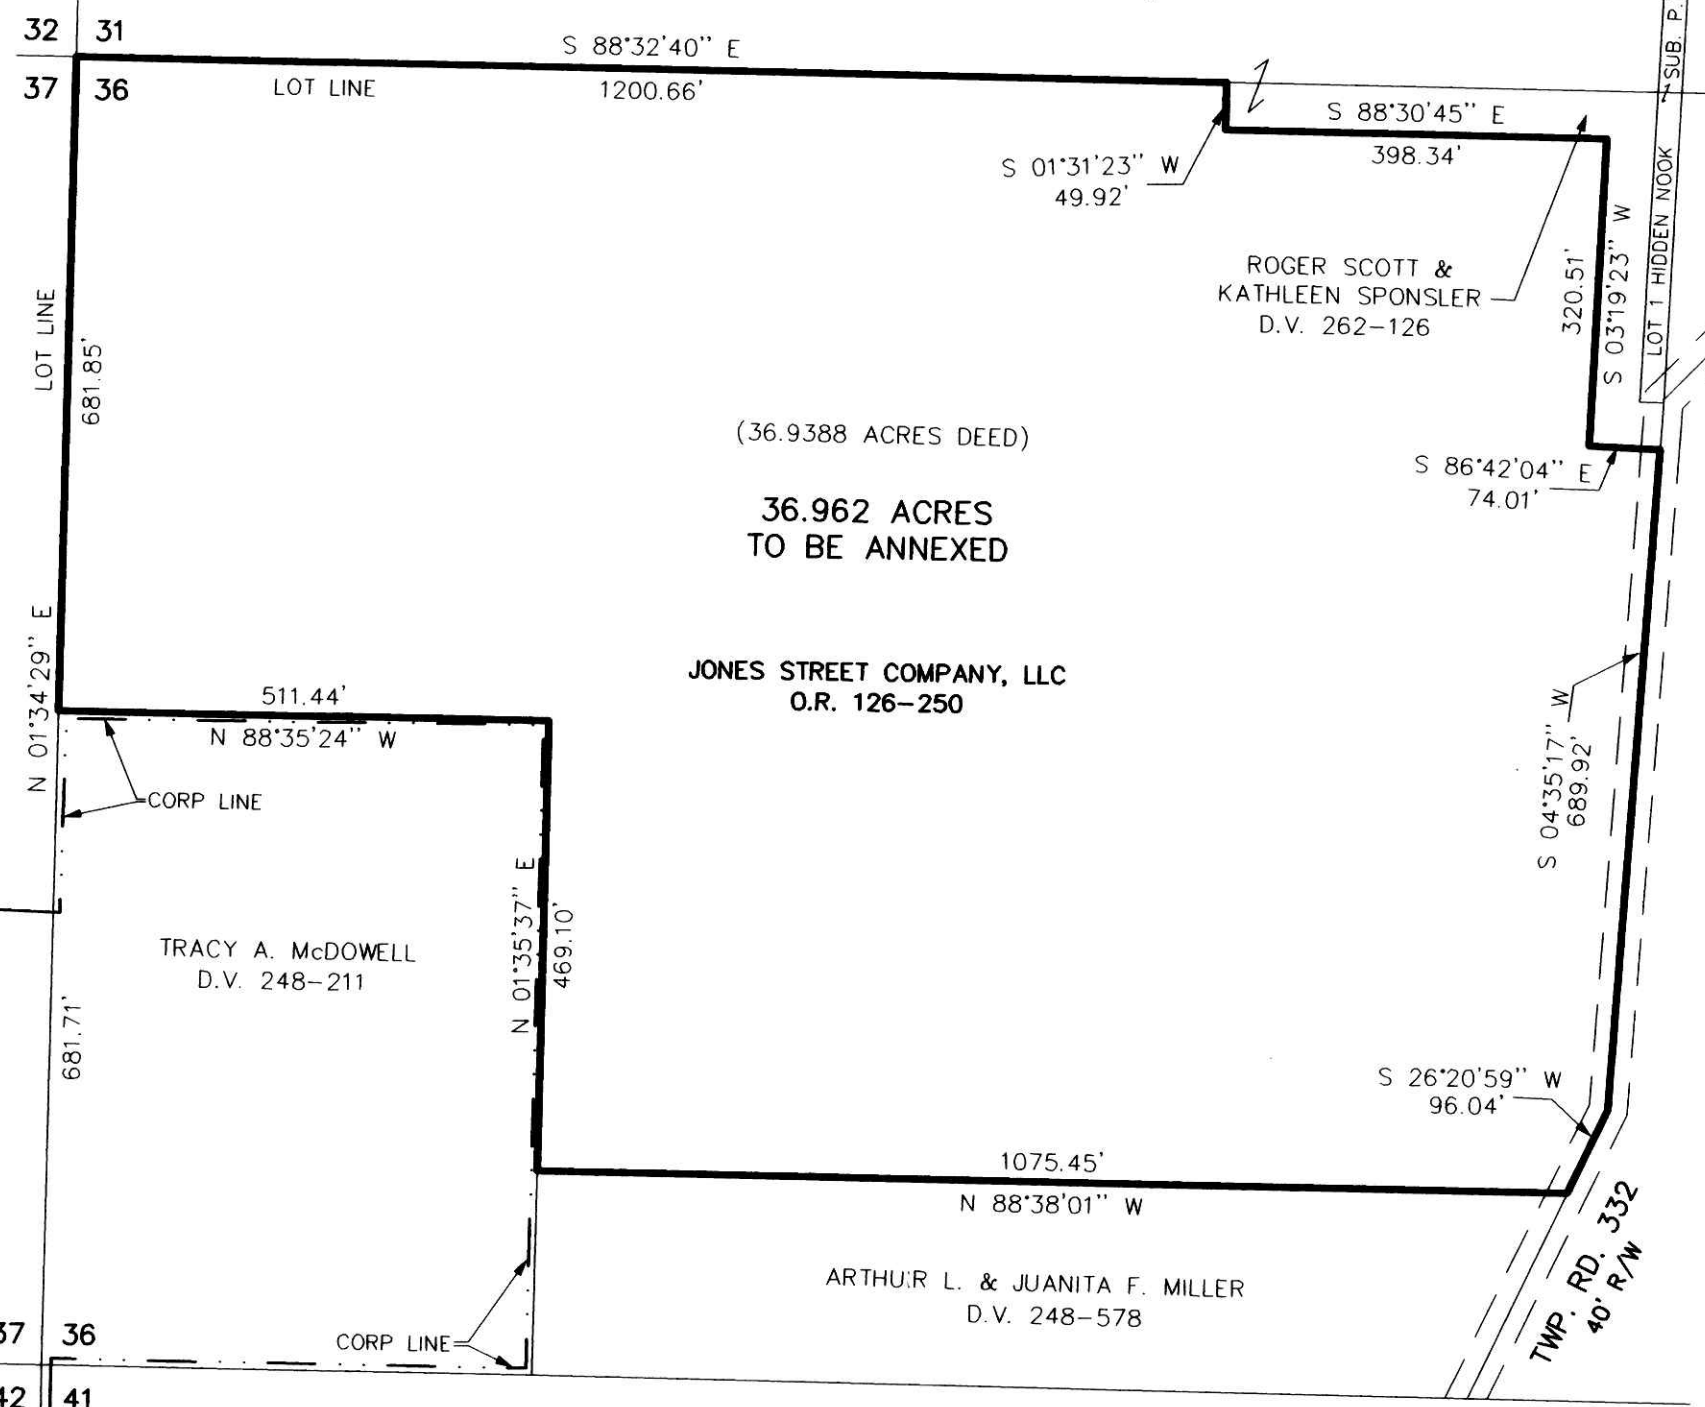 32 31
37 36
S 88°32'40" E
LOT LINE
1200.66'
S 01°31'23" W
49.92'
S 88°30'45" E
398.34'
SUB. P.
LOT 1 HIDDEN NOOK
ROGER SCOTT &
KATHLEEN SPONSLER
D.V. 262-126
320.51'
S 03°19'23" W
LOT LINE
681.85'
(36.9388 ACRES DEED)
36.962 ACRES
TO BE ANNEXED
S 86°42'04" E
74.01'
N 01°34'29" E
JONES STREET COMPANY, LLC
O.R. 126-250
511.44'
N 88°35'24" W
S 04°35'17" W
689.92'
CORP LINE
N 01°35'37" E
469.10'
TRACY A. McDOWELL
D.V. 248-211
681.71'
S 26°20'59" W
96.04'
1075.45'
N 88°38'01" W
ARTHUR L. & JUANITA F. MILLER
D.V. 248-578
TWP. RD. 332
40' R/W
CORP LINE
37 36
42 41